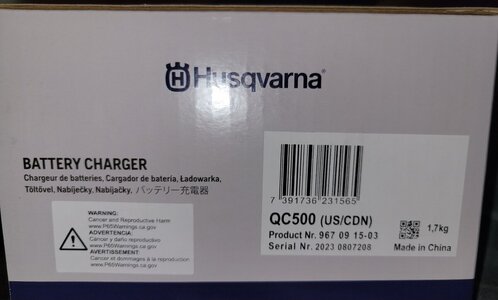 Husqvarna
BATTERY CHARGER
Chargeur de batteries, Cargador de batería, Ładowarka,
Töltővel, Nabíječky, Nabíjačky, バッテリー充電器
WARNING:
Cancer and Reproductive Harm
www.P65Warnings.ca.gov
ADVERTENCIA:
Cáncer y daño reproductivo
www.P65Warnings.ca.gov
AVERTISSEMENT:
Cancer et dommages à la reproduction
www.P65Warnings.ca.gov
7 391736 231565
QC500 (US/CDN)
1,7kg
Product Nr. 967 09 15-03
Serial Nr. 2023 0807208
Made in China